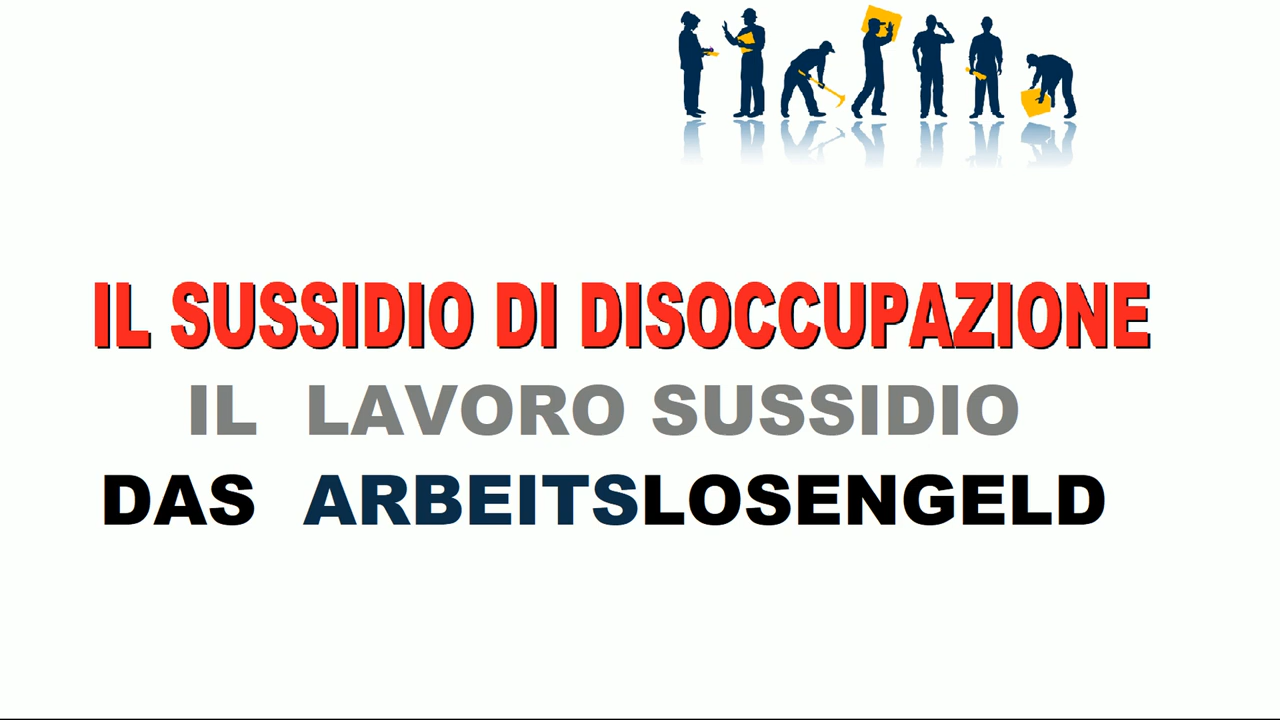 IL SUSSIDIO DI DISOCCUPAZIONE
IL LAVORO SUSSIDIO
DAS ARBEITSLOSENGELD